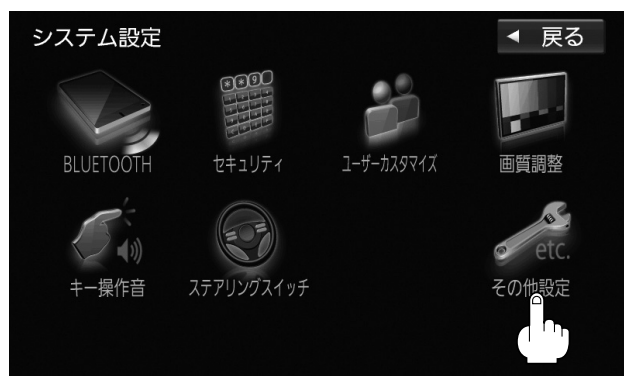 システム設定
戻る
**9
BLUETOOTH
セキュリティ
ユーザーカスタマイズ
画質調整
キー操作音
ステアリングスイッチ
etc.
その他設定